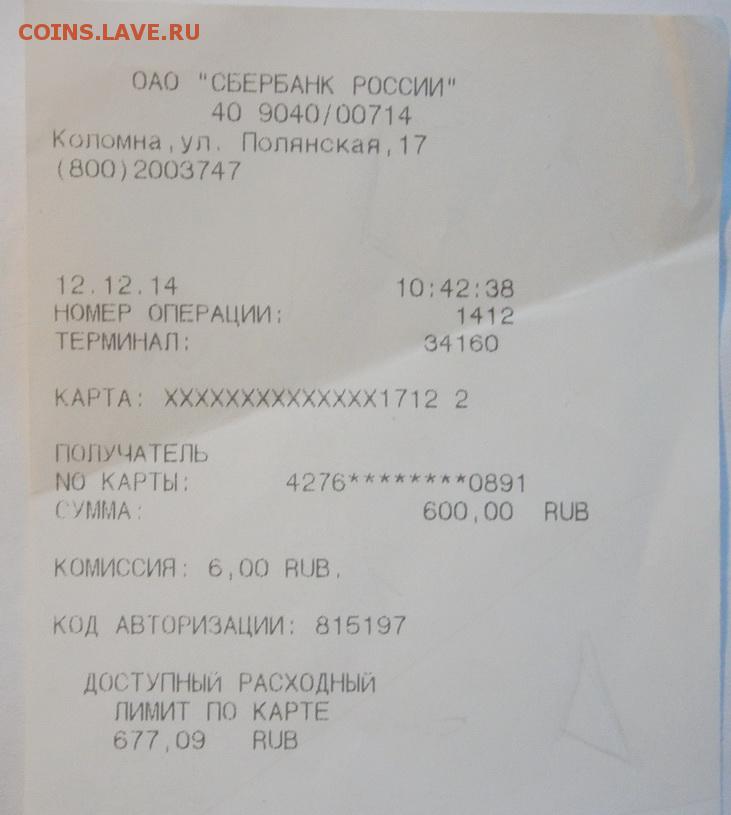 COINS.LAVE.RU
ОАО "СБЕРБАНК РОССИИ"
40 9040/00714
Коломна,ул. Полянская,17
(800)2003747
12.12.14 10:42:38
НОМЕР ОПЕРАЦИИ: 1412
ТЕРМИНАЛ: 34160
КАРТА: XXXXXXXXXXXXXX1712 2
ПОЛУЧАТЕЛЬ
NO КАРТЫ: 4276********0891
СУММА: 600,00 RUB
КОМИССИЯ: 6,00 RUB.
КОД АВТОРИЗАЦИИ: 815197
ДОСТУПНЫЙ РАСХОДНЫЙ
ЛИМИТ ПО КАРТЕ
677,09 RUB